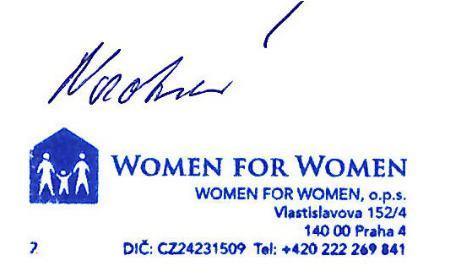 WOMEN FOR WOMEN
WOMEN FOR WOMEN, o.p.s.
Vlastislavova 152/4
140 00 Praha 4
2 DIČ: CZ24231509 Tel: +420 222 269 841